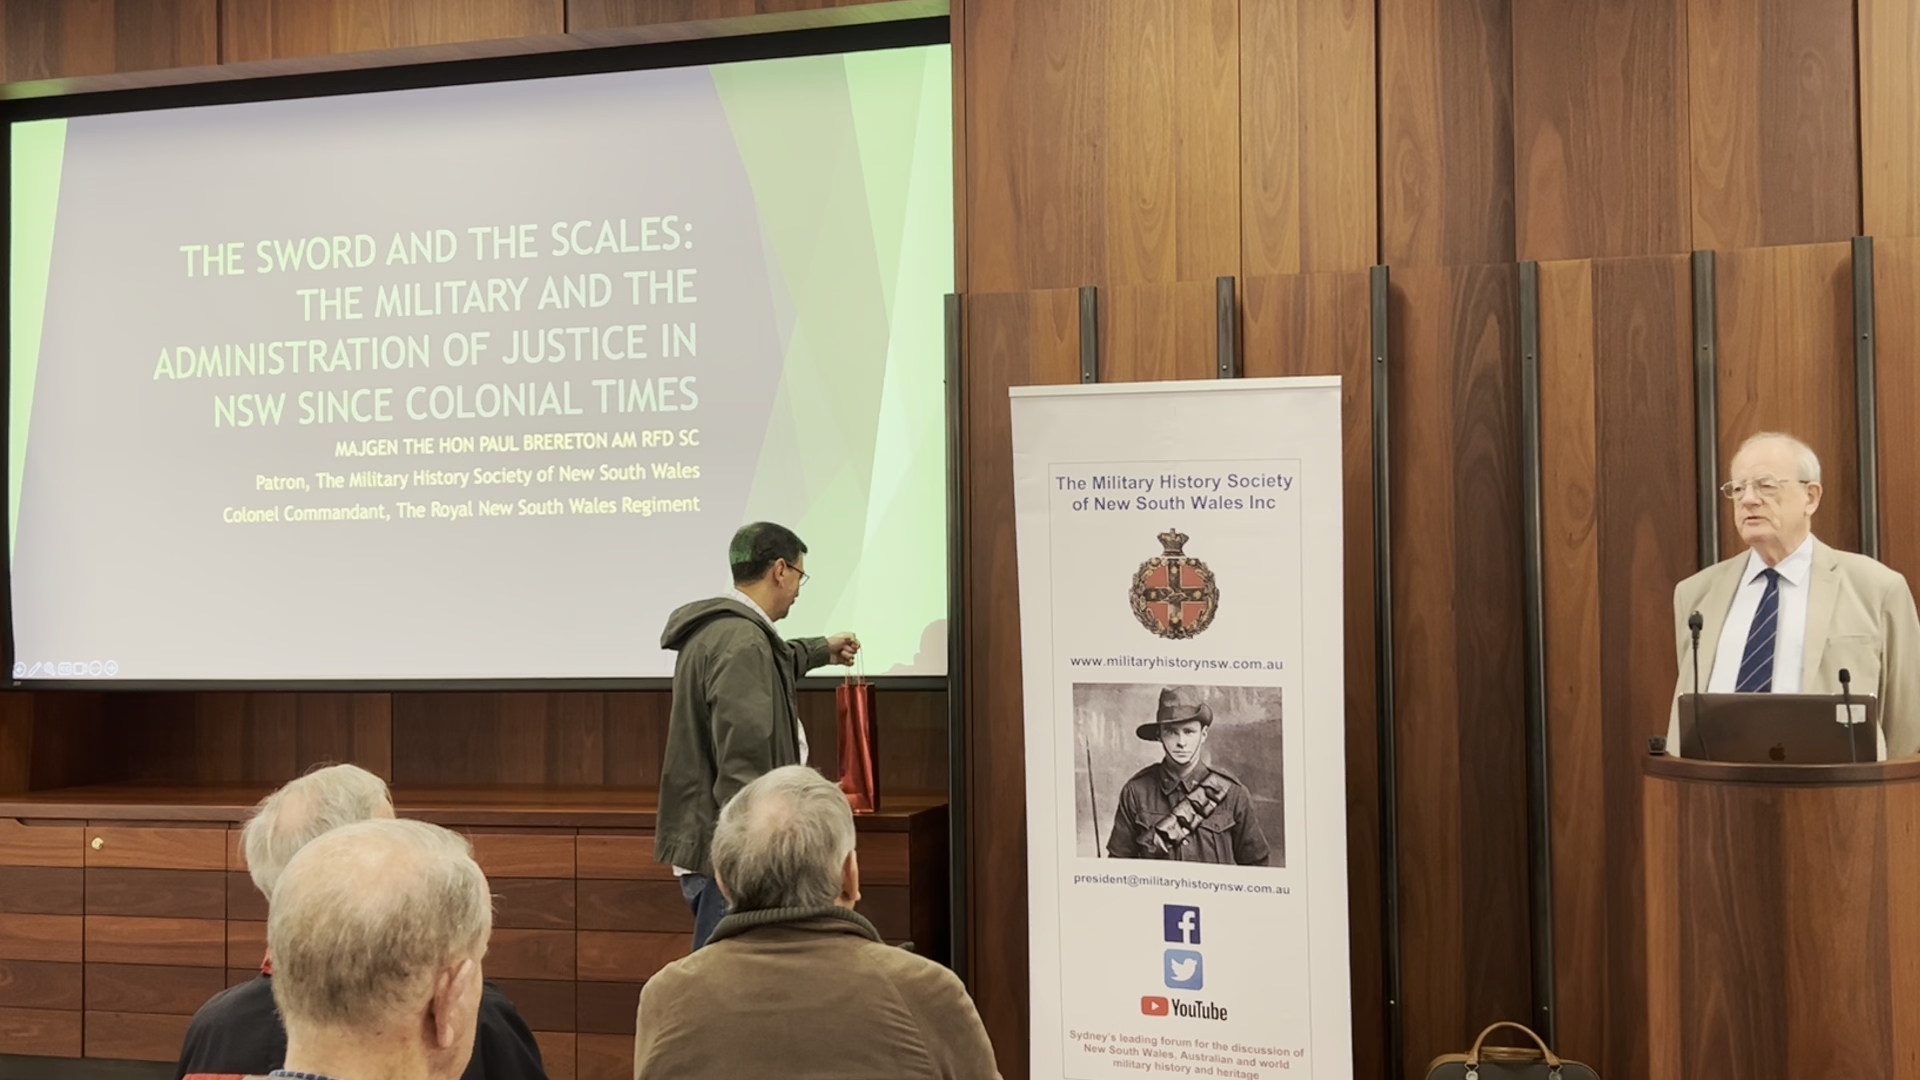 THE SWORD AND THE SCALES:
THE MILITARY AND THE
ADMINISTRATION OF JUSTICE IN
NSW SINCE COLONIAL TIMES
MAJGEN THE HON PAUL BRERETON AM RFD SC
Patron, The Military History Society of New South Wales
Colonel Commandant, The Royal New South Wales Regiment
The Military History Society
of New South Wales Inc
www.militaryhistorynsw.com.au
president@militaryhistorynsw.com.au
YouTube
Sydney's leading forum for the discussion of
New South Wales, Australian and world
military history and heritage